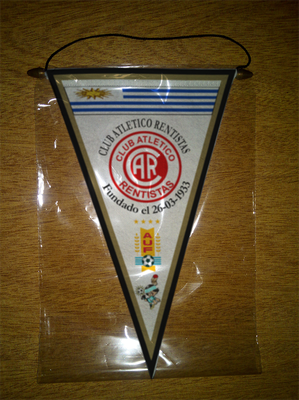 CLUB ATLETICO RENTISTAS
CLUB ATLETICO
CAR
RENTISTAS
Fundado el 26-03-1933
AUF